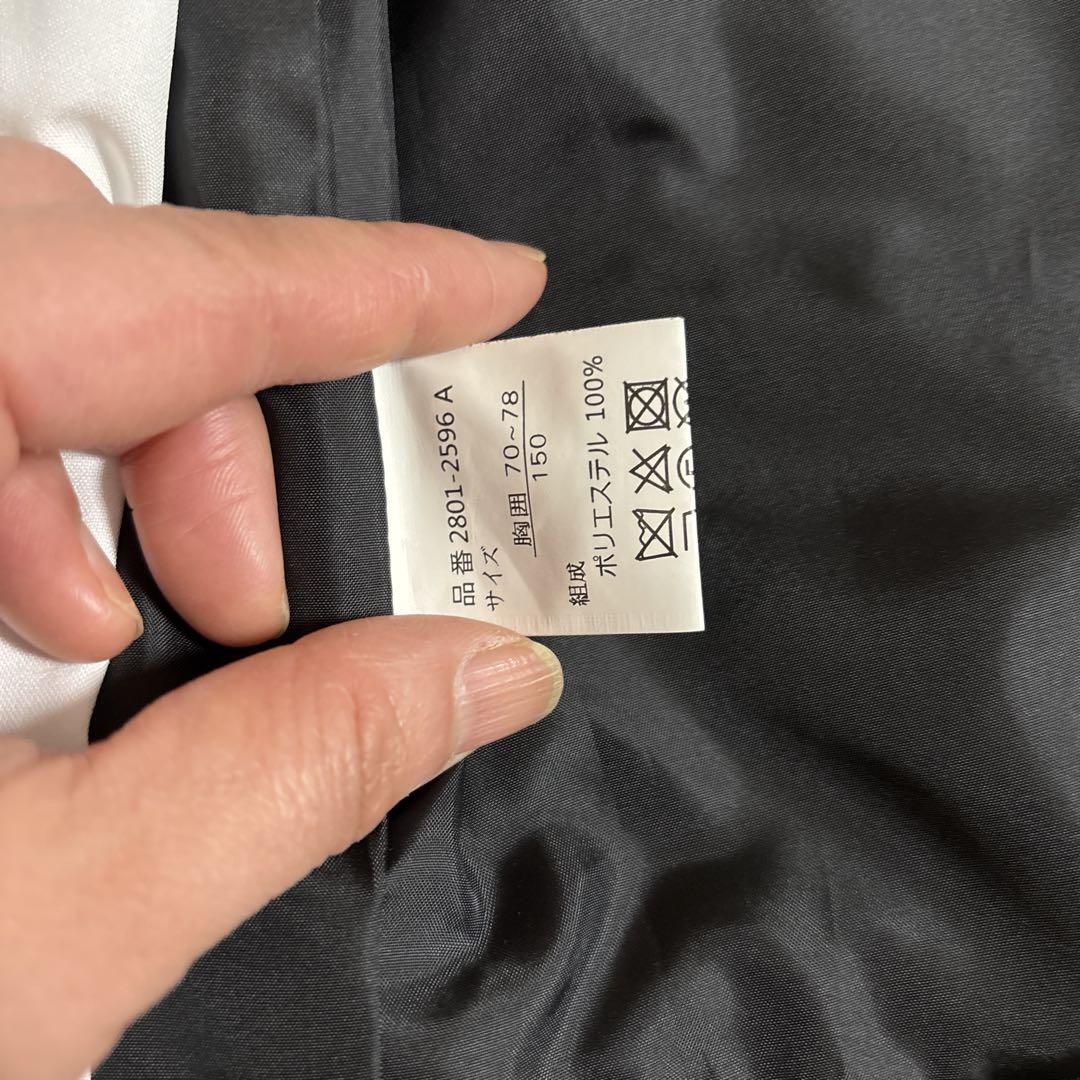 品番 2801-2596 A
サイズ
胸囲 70~78
150
組成
ポリエステル 100%